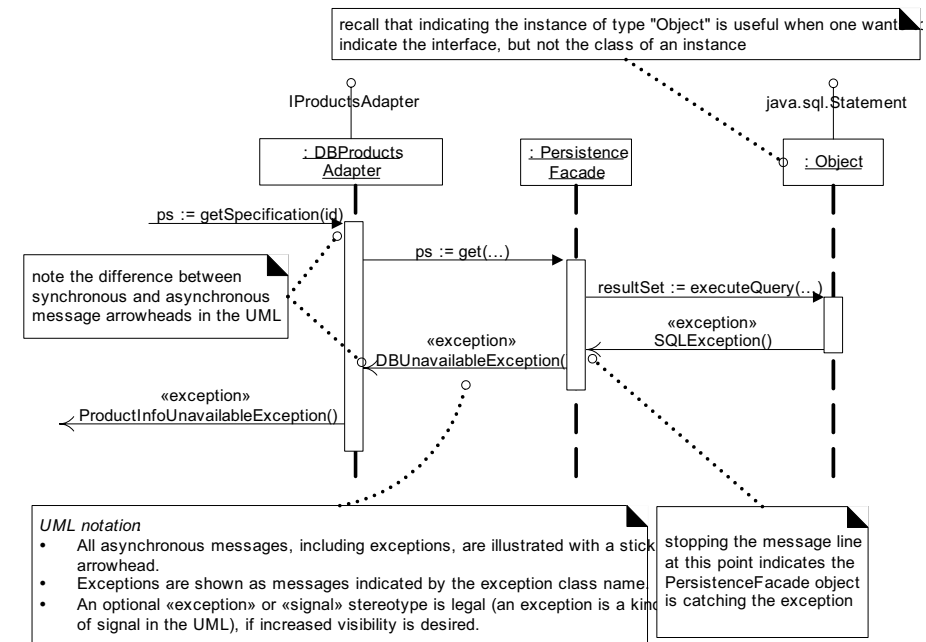 recall that indicating the instance of type "Object" is useful when one want
indicate the interface, but not the class of an instance
IProductsAdapter
java.sql.Statement
: DBProducts
Adapter
: Persistence
Facade
: Object
ps := getSpecification(id)
ps := get(…)
note the difference between
synchronous and asynchronous
message arrowheads in the UML
resultSet := executeQuery(…)
«exception»
SQLException()
«exception»
DBUnavailableException(
«exception»
ProductInfoUnavailableException()
UML notation
• All asynchronous messages, including exceptions, are illustrated with a stick
arrowhead.
• Exceptions are shown as messages indicated by the exception class name.
• An optional «exception» or «signal» stereotype is legal (an exception is a kind
of signal in the UML), if increased visibility is desired.
stopping the message line
at this point indicates the
PersistenceFacade object
is catching the exception